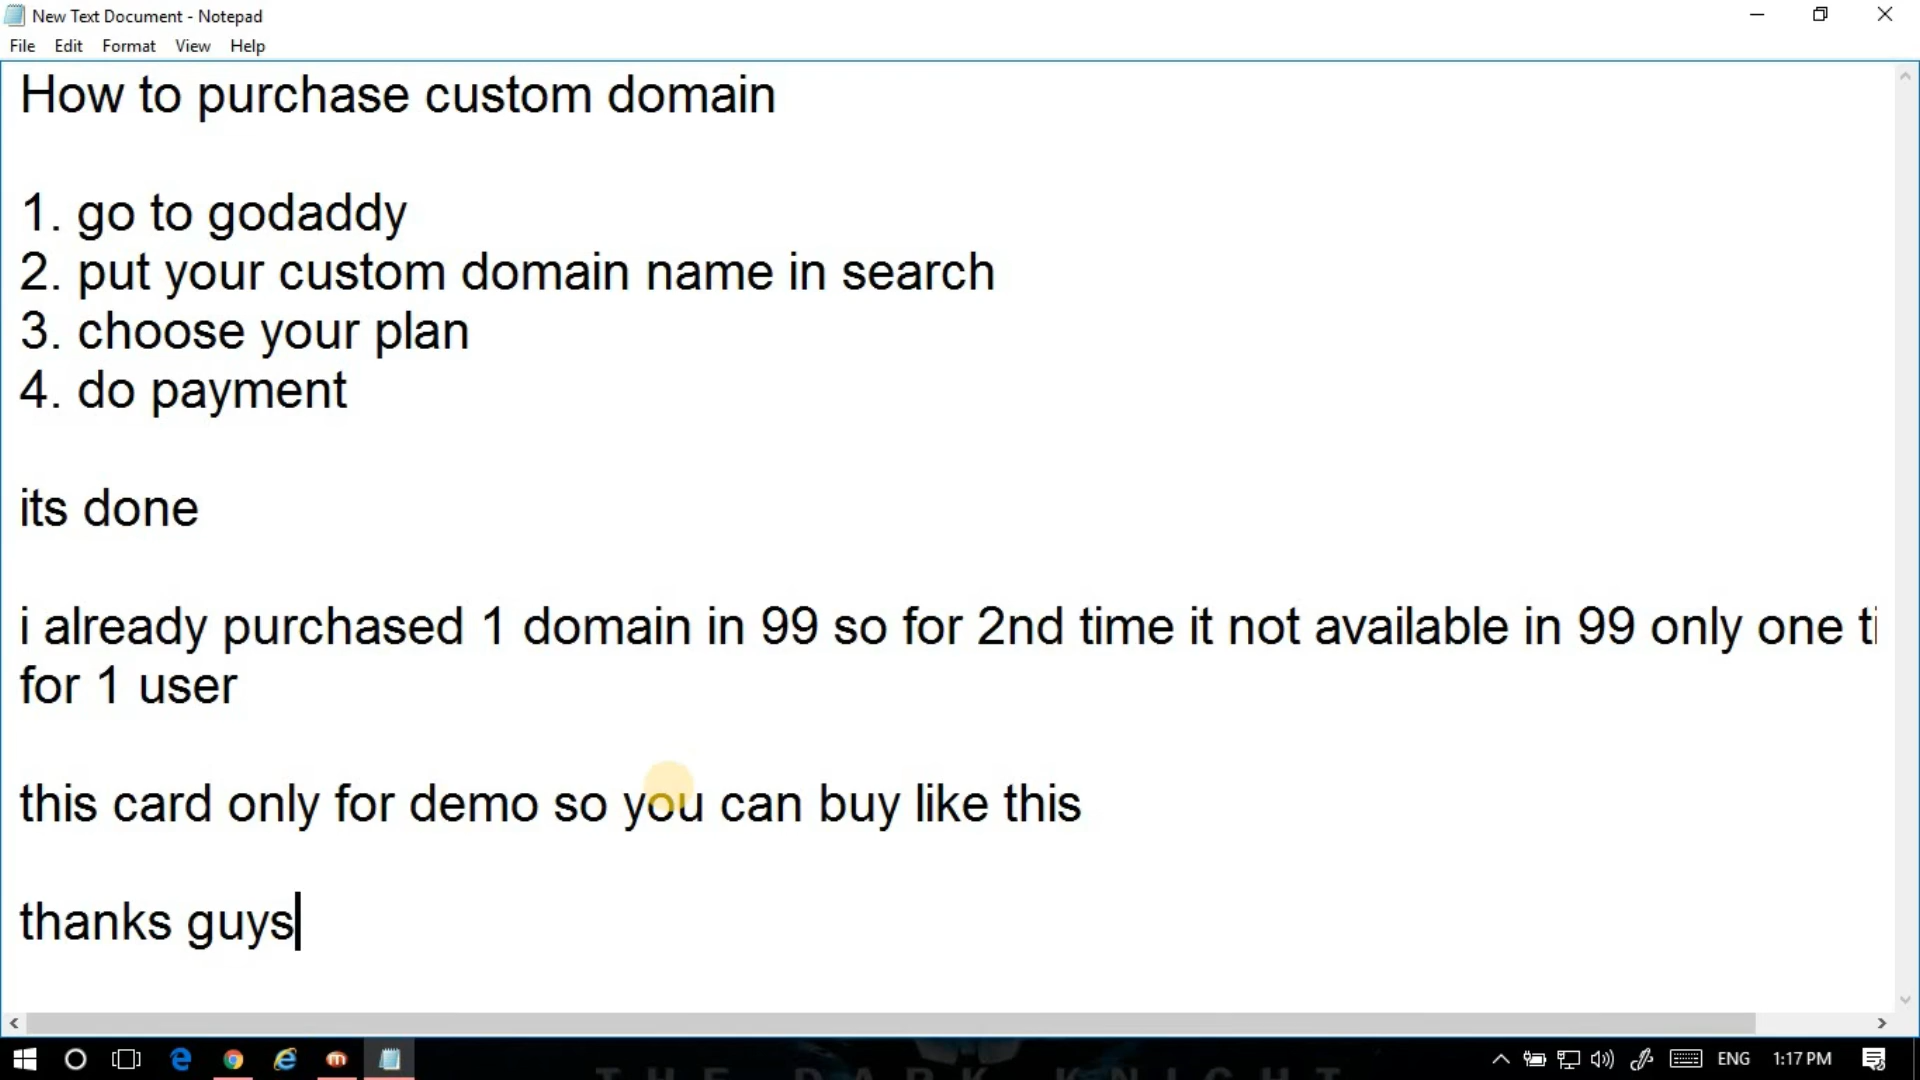 New Text Document - Notepad
File Edit Format View Help
How to purchase custom domain
1. go to godaddy
2. put your custom domain name in search
3. choose your plan
4. do payment
its done
i already purchased 1 domain in 99 so for 2nd time it not available in 99 only one
for 1 user
this card only for demo so you can buy like this
thanks guys
THE DARK KNIGHT
ENG 1:17 PM